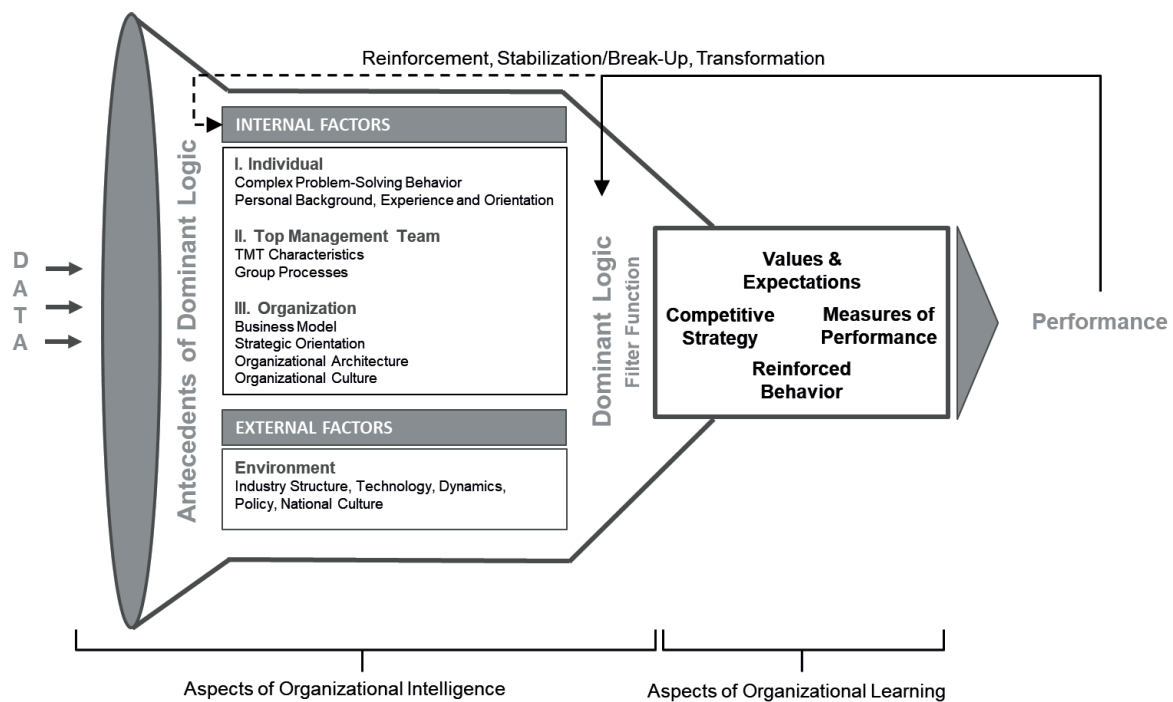 Reinforcement, Stabilization/Break-Up, Transformation
D
A
T
A
Antecedents of Dominant Logic
INTERNAL FACTORS
I. Individual
Complex Problem-Solving Behavior
Personal Background, Experience and Orientation
II. Top Management Team
TMT Characteristics
Group Processes
III. Organization
Business Model
Strategic Orientation
Organizational Architecture
Organizational Culture
EXTERNAL FACTORS
Environment
Industry Structure, Technology, Dynamics,
Policy, National Culture
Dominant Logic
Filter Function
Values &
Expectations
Competitive
Strategy
Measures of
Performance
Reinforced
Behavior
Performance
Aspects of Organizational Intelligence
Aspects of Organizational Learning